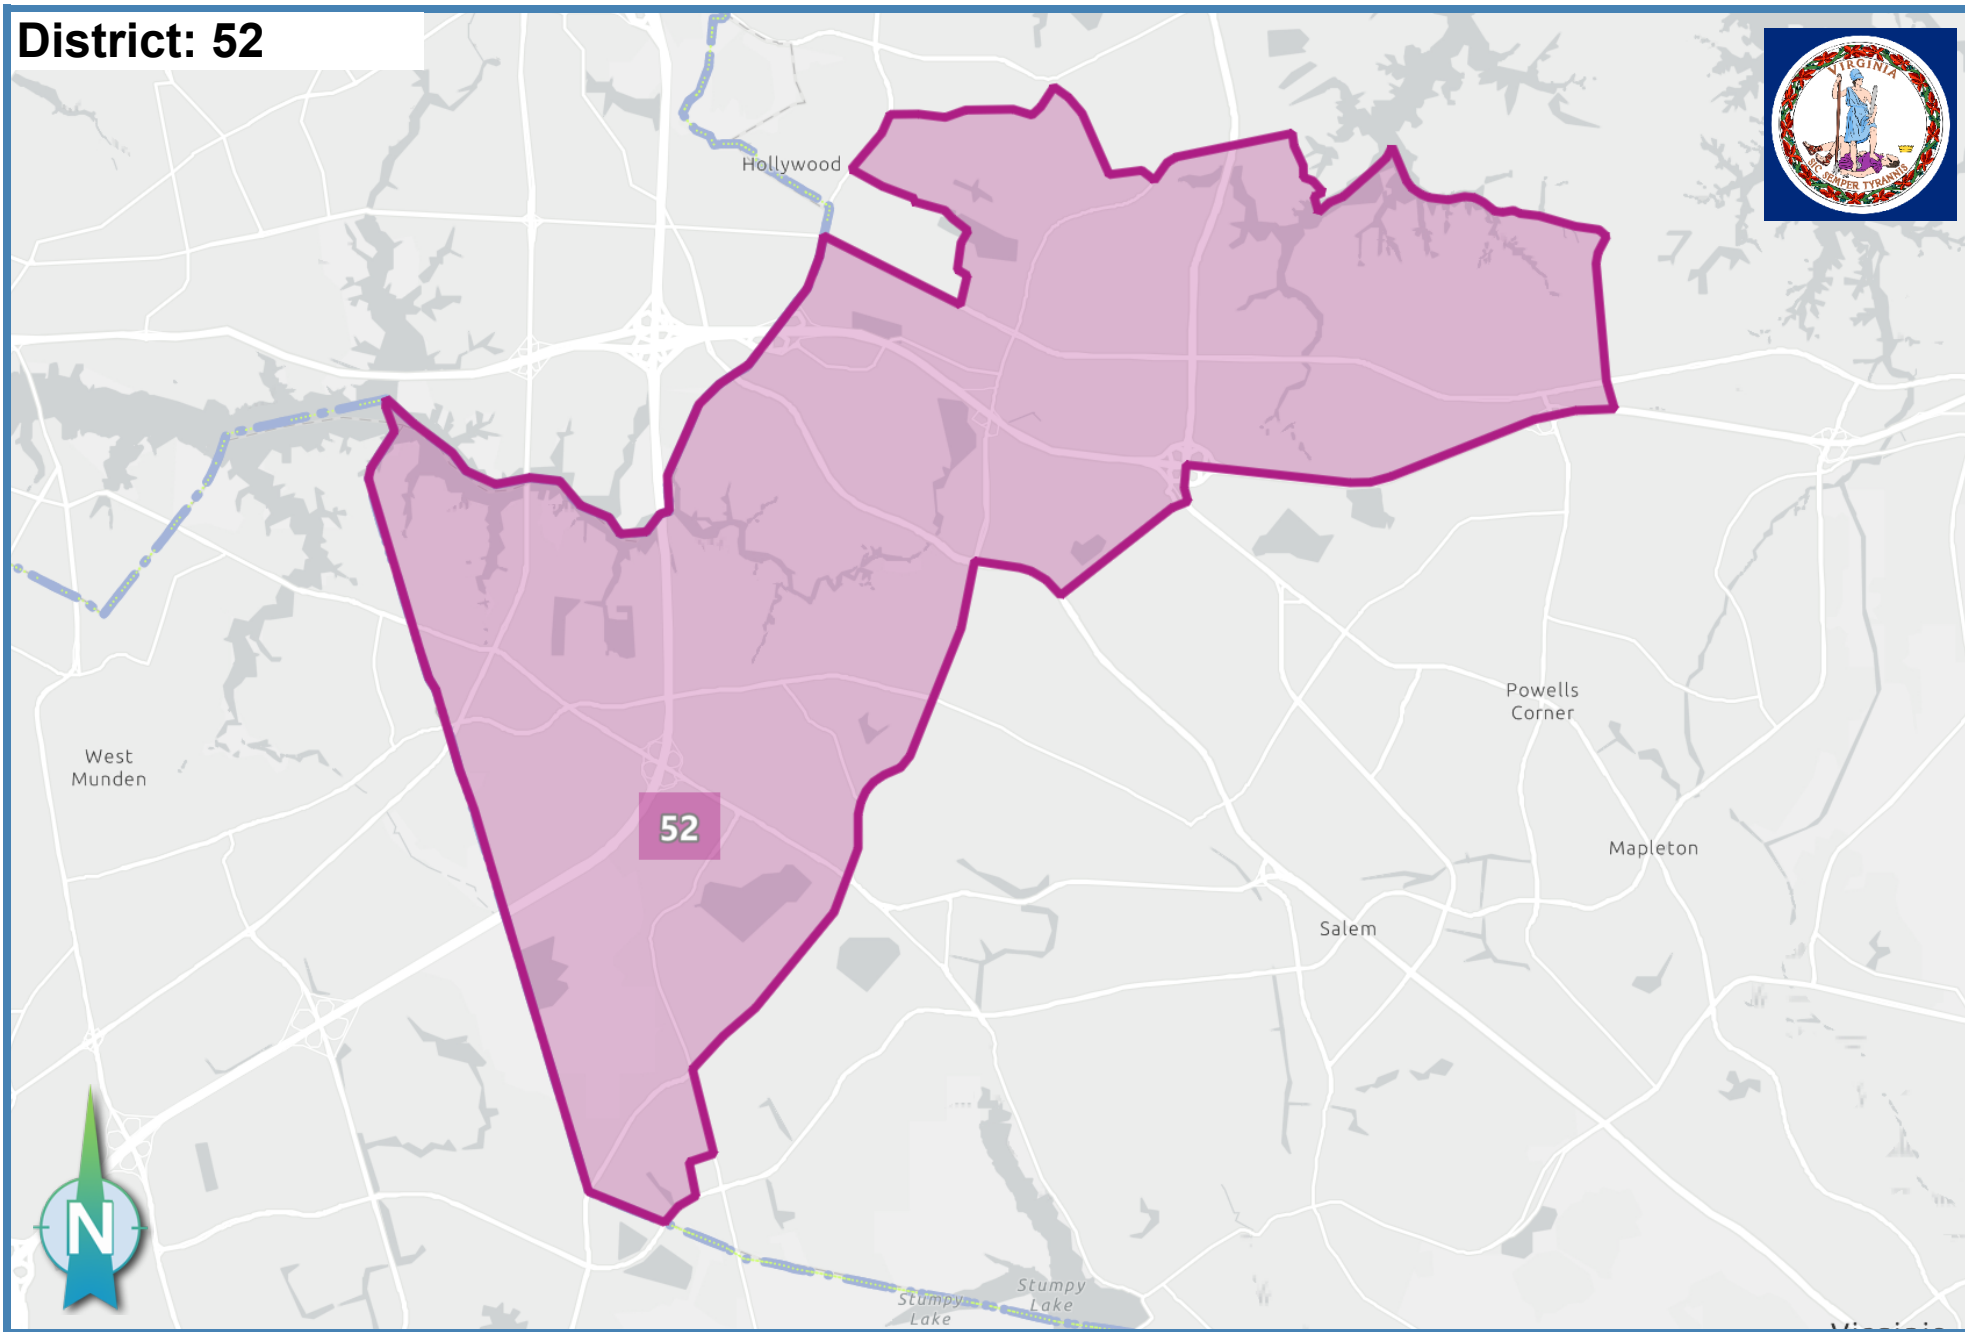 District: 52
VIRGINIA
SIC SEMPER TYRANNIS
Hollywood
Powells
Corner
West
Munden
52
Mapleton
Salem
N
Stumpy
Lake
Stumpy
Lake